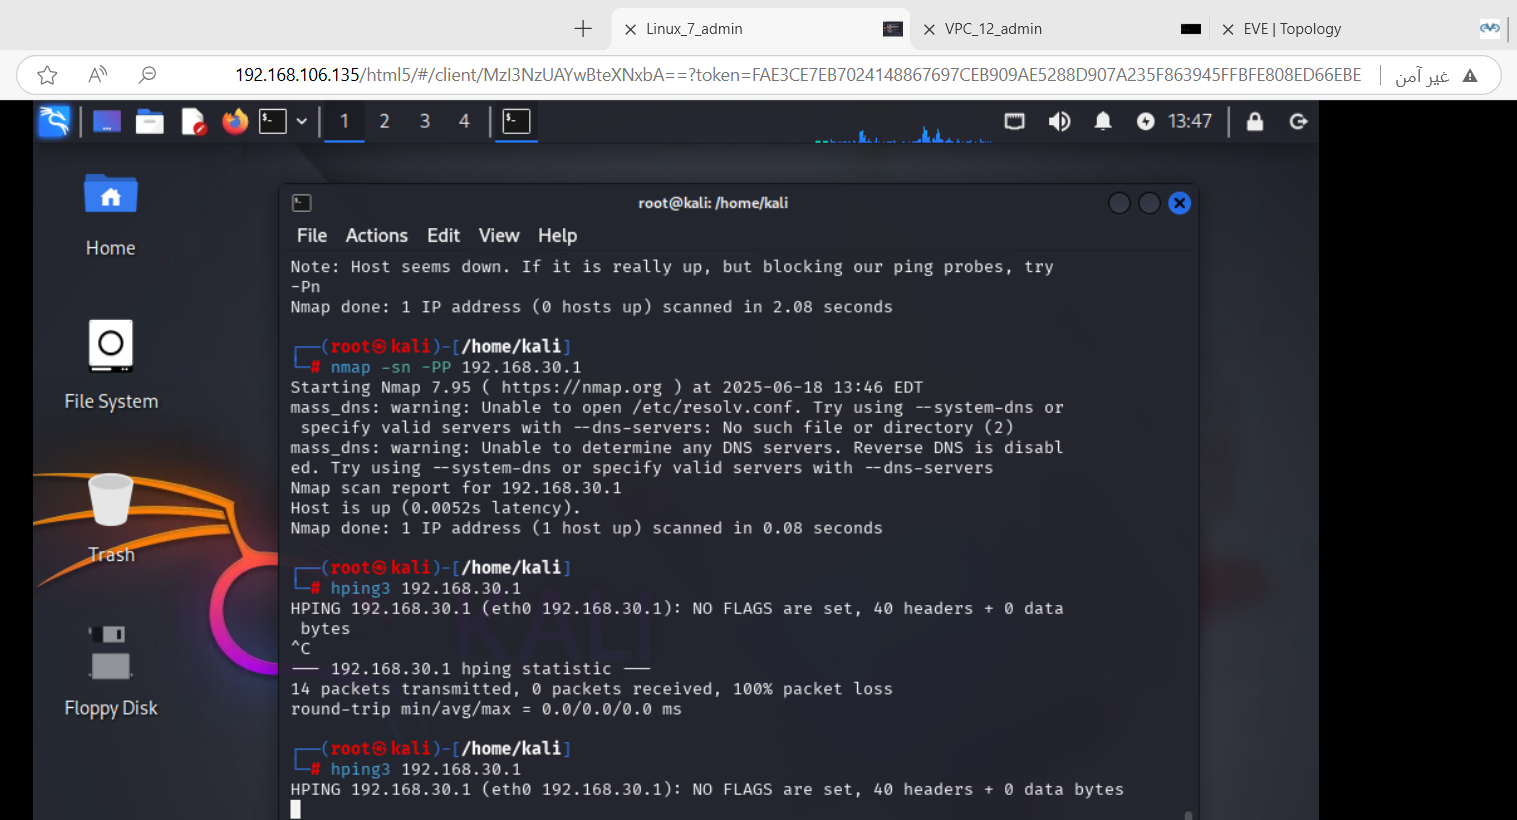 Linux_7_admin
VPC_12_admin
EVE | Topology
192.168.106.135/html5/#/client/MzI3NzUAYwBteXNxbA==?token=FAE3CE7EB7024148867697CEB909AE5288D907A235F863945FFBFE808ED66EBE
غیر آمن
1 2 3 4
13:47
root@kali: /home/kali
File Actions Edit View Help
Home
File System
Trash
Floppy Disk
Note: Host seems down. If it is really up, but blocking our ping probes, try
-Pn
Nmap done: 1 IP address (0 hosts up) scanned in 2.08 seconds
┌──(root㉿kali)-[/home/kali]
└─# nmap -sn -PP 192.168.30.1
Starting Nmap 7.95 ( https://nmap.org ) at 2025-06-18 13:46 EDT
mass_dns: warning: Unable to open /etc/resolv.conf. Try using --system-dns or
specify valid servers with --dns-servers: No such file or directory (2)
mass_dns: warning: Unable to determine any DNS servers. Reverse DNS is disabl
ed. Try using --system-dns or specify valid servers with --dns-servers
Nmap scan report for 192.168.30.1
Host is up (0.0052s latency).
Nmap done: 1 IP address (1 host up) scanned in 0.08 seconds
┌──(root㉿kali)-[/home/kali]
└─# hping3 192.168.30.1
HPING 192.168.30.1 (eth0 192.168.30.1): NO FLAGS are set, 40 headers + 0 data
bytes
^C
--- 192.168.30.1 hping statistic ---
14 packets transmitted, 0 packets received, 100% packet loss
round-trip min/avg/max = 0.0/0.0/0.0 ms
┌──(root㉿kali)-[/home/kali]
└─# hping3 192.168.30.1
HPING 192.168.30.1 (eth0 192.168.30.1): NO FLAGS are set, 40 headers + 0 data bytes